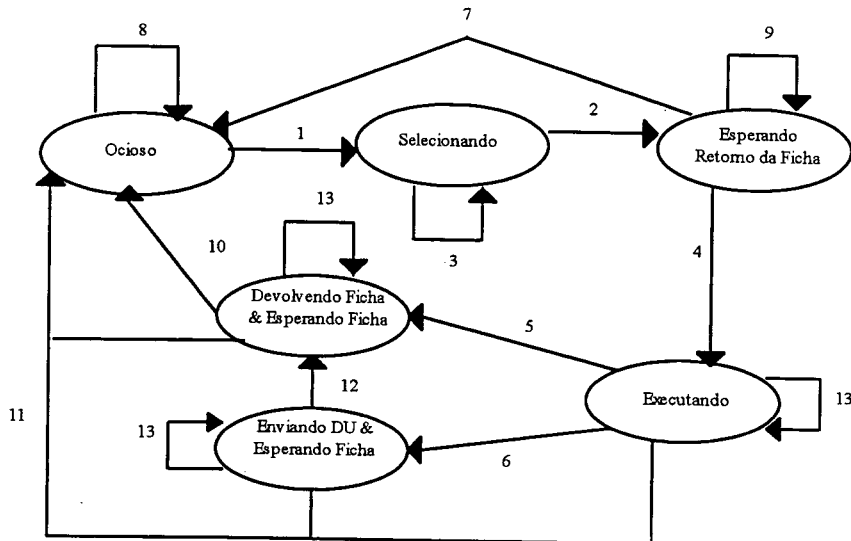 7
8
9
1
2
Ocioso
Selecionando
Esperando
Retorno da Ficha
13
10
3
4
Devolvendo Ficha
& Esperando Ficha
5
12
Executando
11
13
Enviando DU &
Esperando Ficha
13
6